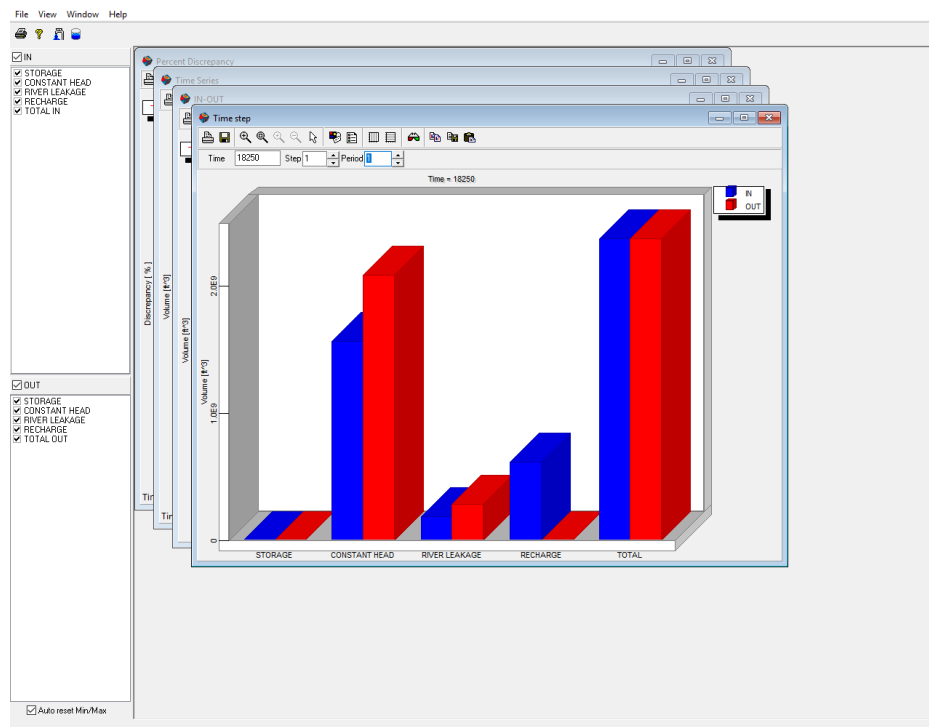 File View Window Help
IN
STORAGE
CONSTANT HEAD
RIVER LEAKAGE
RECHARGE
TOTAL IN
OUT
STORAGE
CONSTANT HEAD
RIVER LEAKAGE
RECHARGE
TOTAL OUT
Auto reset Min/Max
Percent Discrepancy
Discrepancy [ % ]
Tir
Time Series
Volume [ft^3]
Tir
IN-OUT
Volume [ft^3]
Time step
Time 18250 Step 1 Period 1
Time = 18250
IN
OUT
Volume [ft^3]
2.0E9
1.0E9
0
STORAGE CONSTANT HEAD RIVER LEAKAGE RECHARGE TOTAL